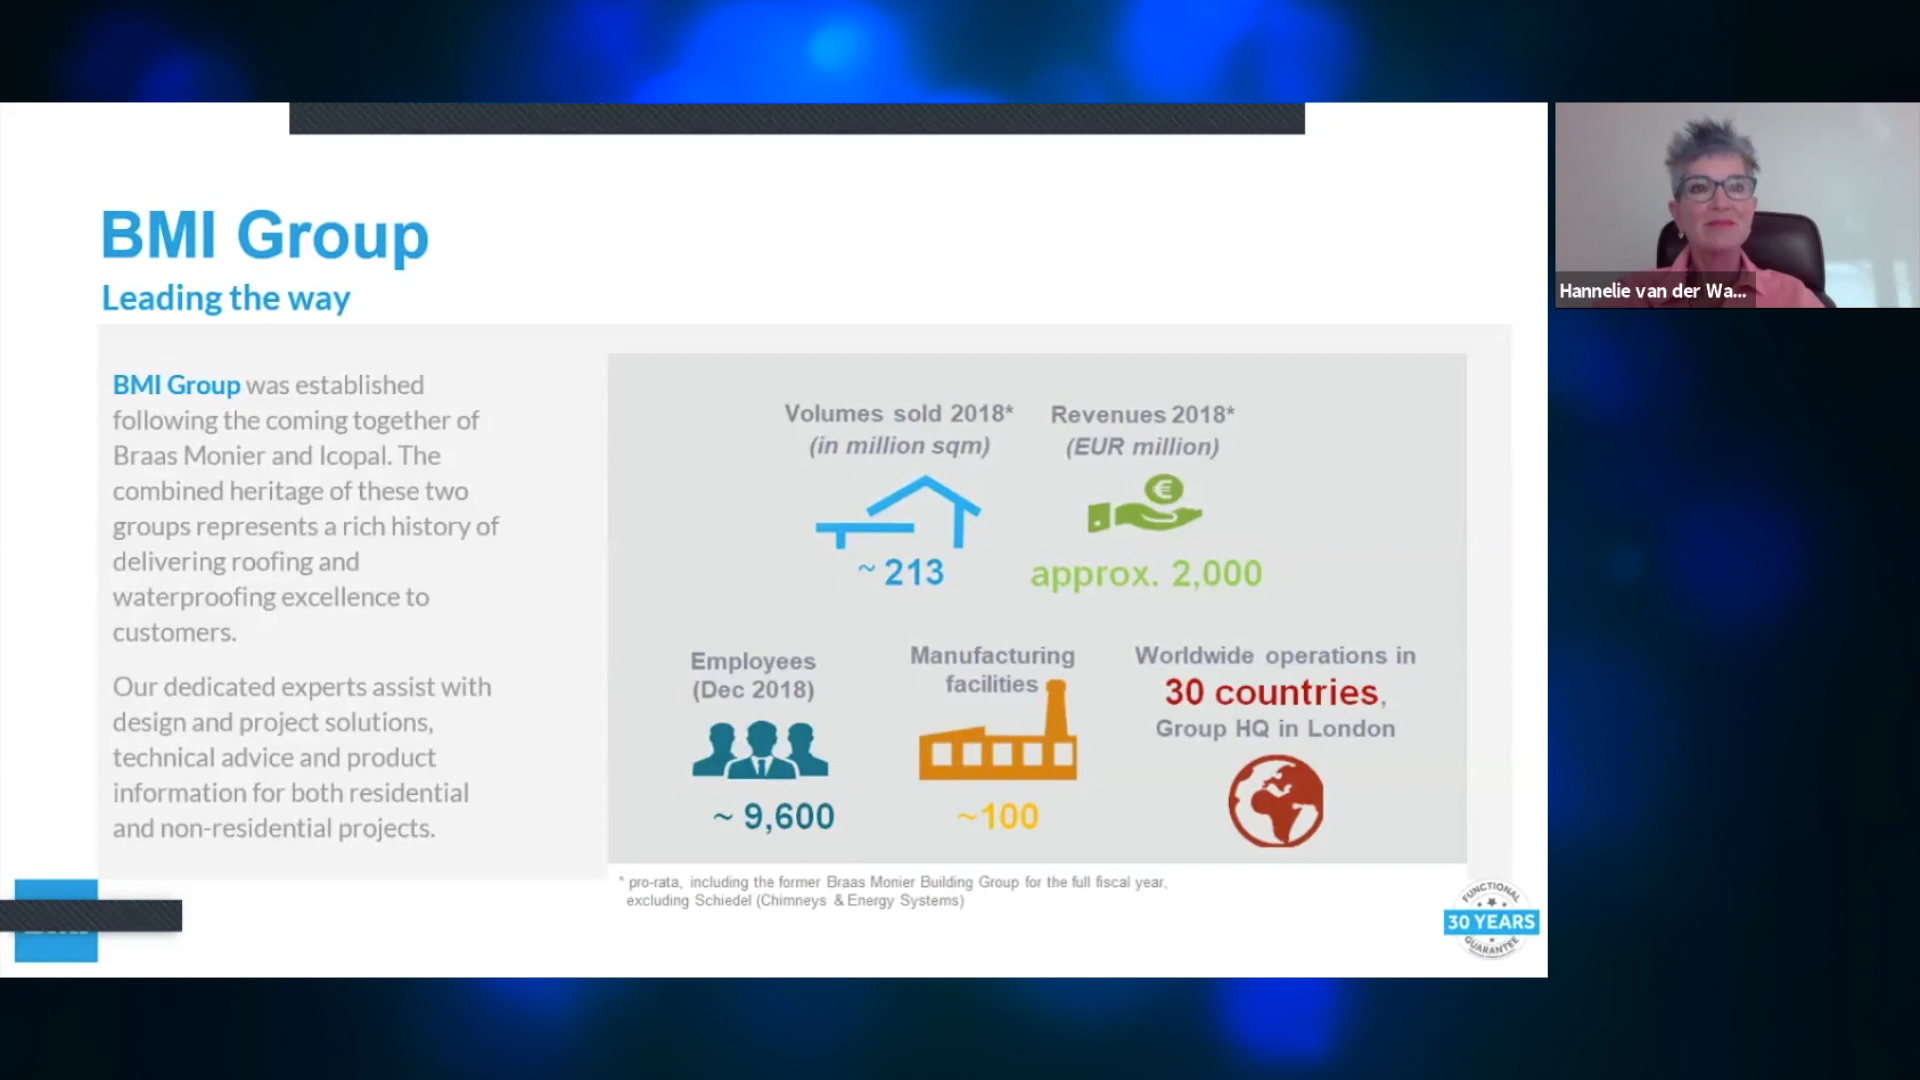 BMI Group
Leading the way
BMI Group was established
following the coming together of
Braas Monier and Icopal. The
combined heritage of these two
groups represents a rich history of
delivering roofing and
waterproofing excellence to
customers.
Our dedicated experts assist with
design and project solutions,
technical advice and product
information for both residential
and non-residential projects.
Volumes sold 2018*
(in million sqm)
~ 213
Revenues 2018*
(EUR million)
€
approx. 2,000
Employees
(Dec 2018)
~ 9,600
Manufacturing
facilities
~100
Worldwide operations in
30 countries,
Group HQ in London
* pro-rata, including the former Braas Monier Building Group for the full fiscal year,
excluding Schiedel (Chimneys & Energy Systems)
FUNCTIONAL
30 YEARS
GUARANTEE
Hannelie van der Wa...